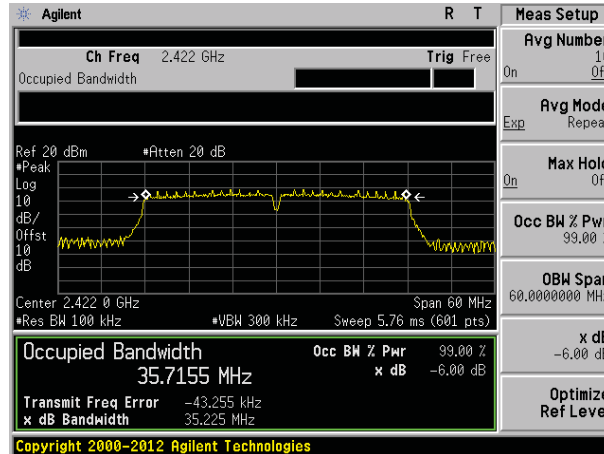 Agilent R T
Ch Freq 2.422 GHz Trig Free
Occupied Bandwidth
Ref 20 dBm #Atten 20 dB
#Peak
Log
10
dB/
Offst
10
dB
Center 2.422 0 GHz Span 60 MHz
#Res BW 100 kHz #VBW 300 kHz Sweep 5.76 ms (601 pts)
Occupied Bandwidth Occ BW % Pwr 99.00 %
35.7155 MHz x dB -6.00 dB
Transmit Freq Error -43.255 kHz
x dB Bandwidth 35.225 MHz
Copyright 2000-2012 Agilent Technologies
Meas Setup
Avg Number
On
Avg Mode
Exp
Max Hold
On
Occ BW % Pwr
99.00
OBW Span
60.0000000
x dB
-6.00
Optimize
Ref Level